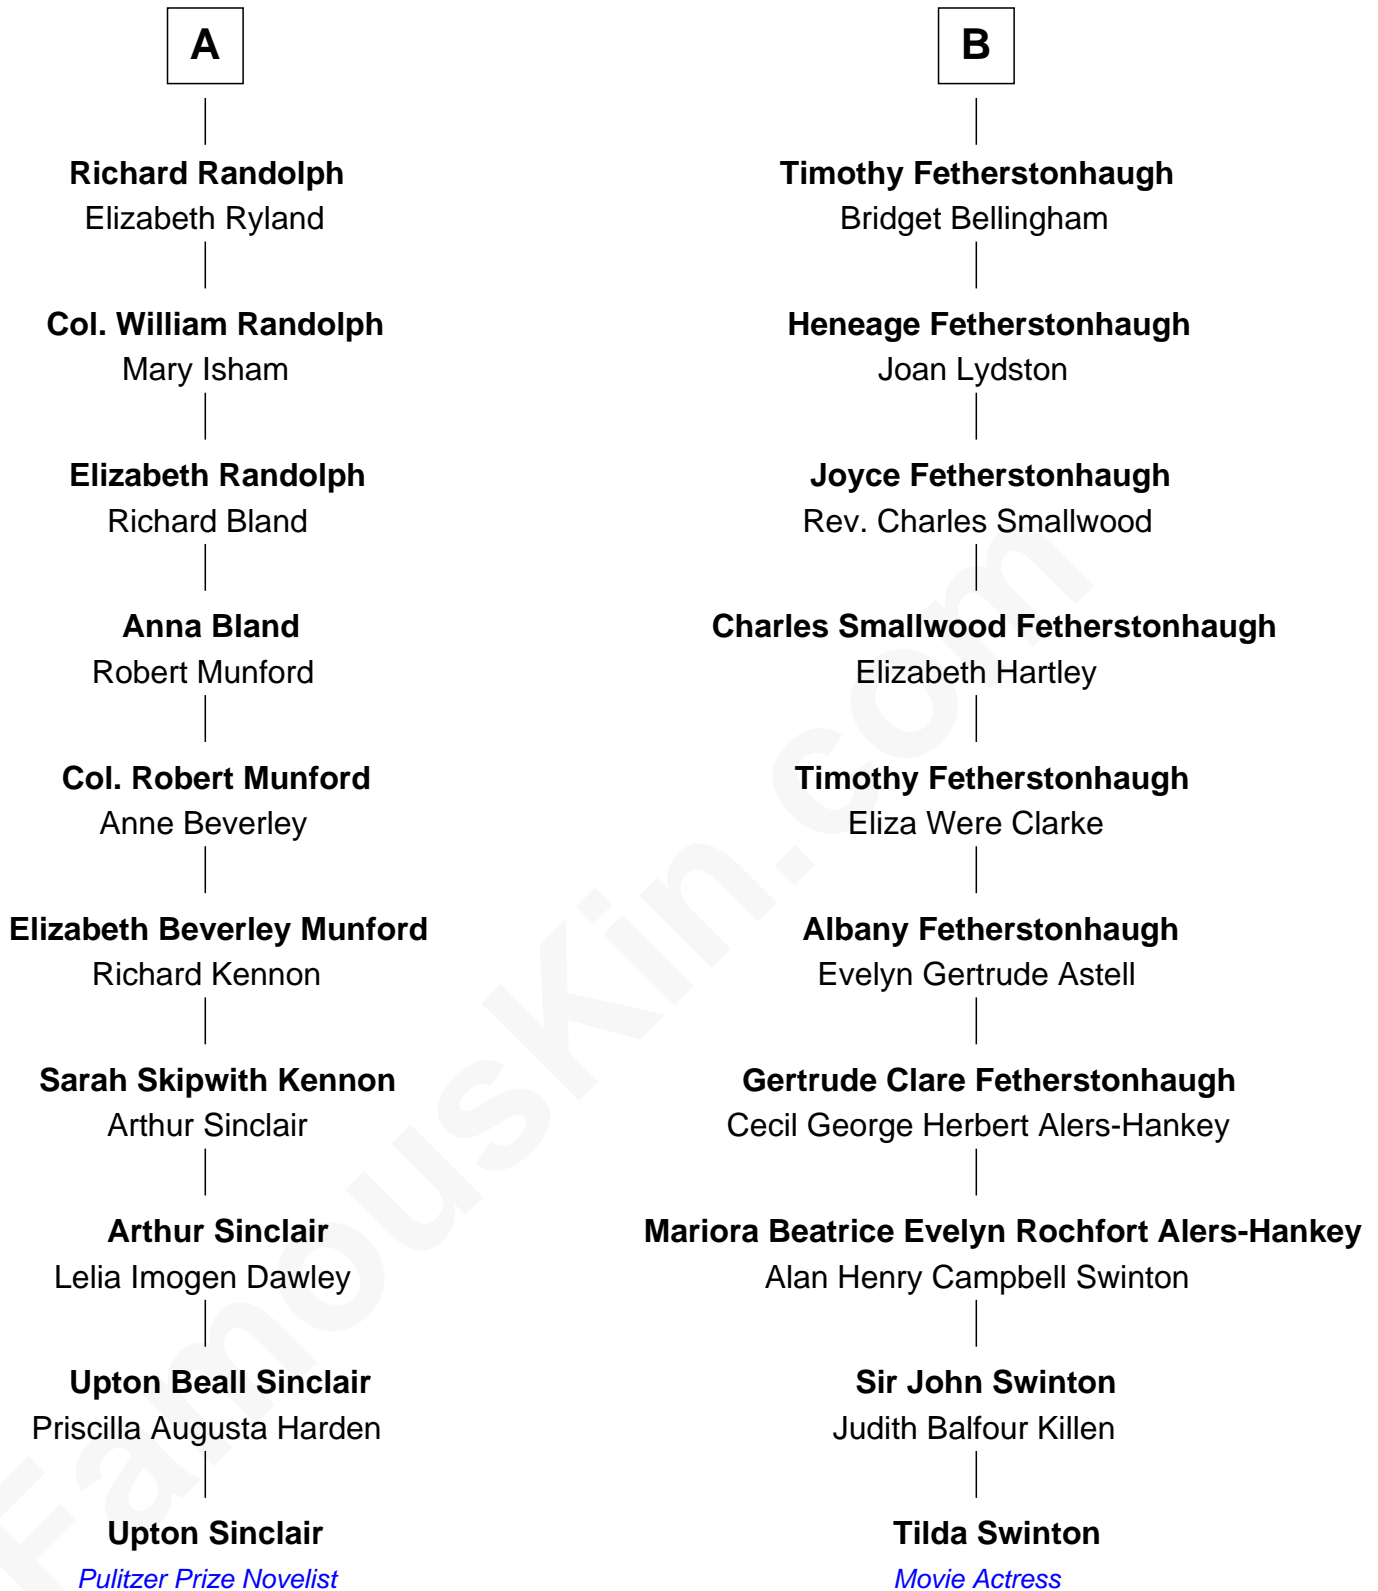 A
B
Richard Randolph
Elizabeth Ryland
Timothy Fetherstonhaugh
Bridget Bellingham
Col. William Randolph
Mary Isham
Heneage Fetherstonhaugh
Joan Lydston
Elizabeth Randolph
Richard Bland
Joyce Fetherstonhaugh
Rev. Charles Smallwood
Anna Bland
Robert Munford
Charles Smallwood Fetherstonhaugh
Elizabeth Hartley
Col. Robert Munford
Anne Beverley
Timothy Fetherstonhaugh
Eliza Were Clarke
Elizabeth Beverley Munford
Richard Kennon
Albany Fetherstonhaugh
Evelyn Gertrude Astell
Sarah Skipwith Kennon
Arthur Sinclair
Gertrude Clare Fetherstonhaugh
Cecil George Herbert Alers-Hankey
Arthur Sinclair
Lelia Imogen Dawley
Mariora Beatrice Evelyn Rochfort Alers-Hankey
Alan Henry Campbell Swinton
Upton Beall Sinclair
Priscilla Augusta Harden
Sir John Swinton
Judith Balfour Killen
Upton Sinclair
Pulitzer Prize Novelist
Tilda Swinton
Movie Actress
FamousKin.com